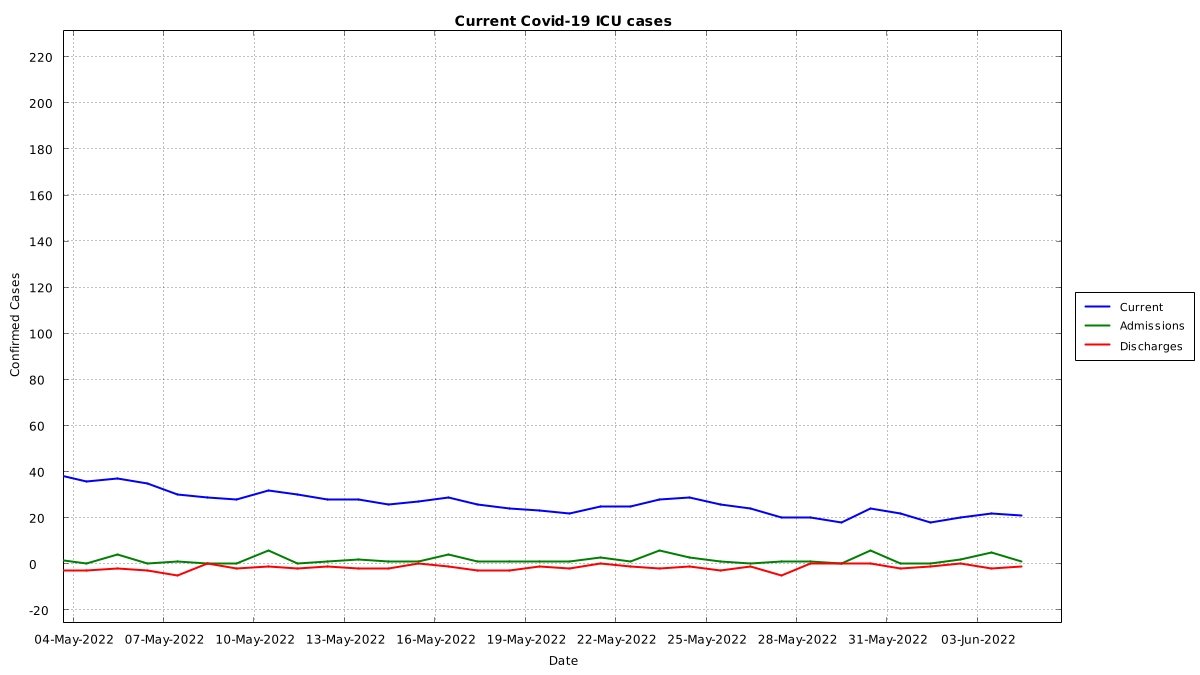 Current Covid-19 ICU cases
220
200
180
160
140
120
100
80
60
40
20
0
-20
Confirmed Cases
04-May-2022 07-May-2022 10-May-2022 13-May-2022 16-May-2022 19-May-2022 22-May-2022 25-May-2022 28-May-2022 31-May-2022 03-Jun-2022
Date
Current
Admissions
Discharges